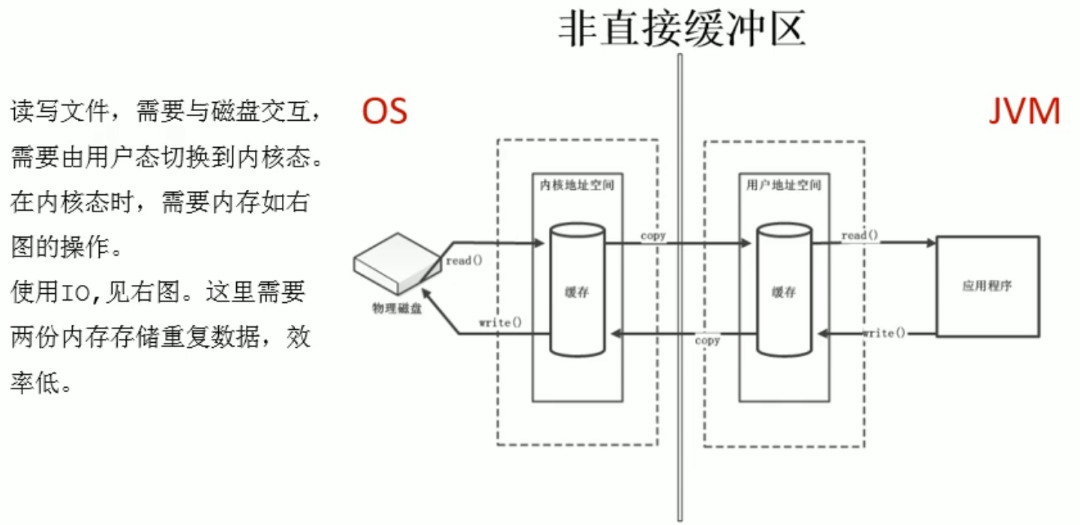 非直接缓冲区
读写文件，需要与磁盘交互，
需要由用户态切换到内核态。
在内核态时，需要内存如右
图的操作。
使用IO,见右图。这里需要
两份内存存储重复数据，效
率低。
OS
JVM
内核地址空间
用户地址空间
copy
read()
read()
缓存
缓存
应用程序
物理磁盘
write()
copy
write()